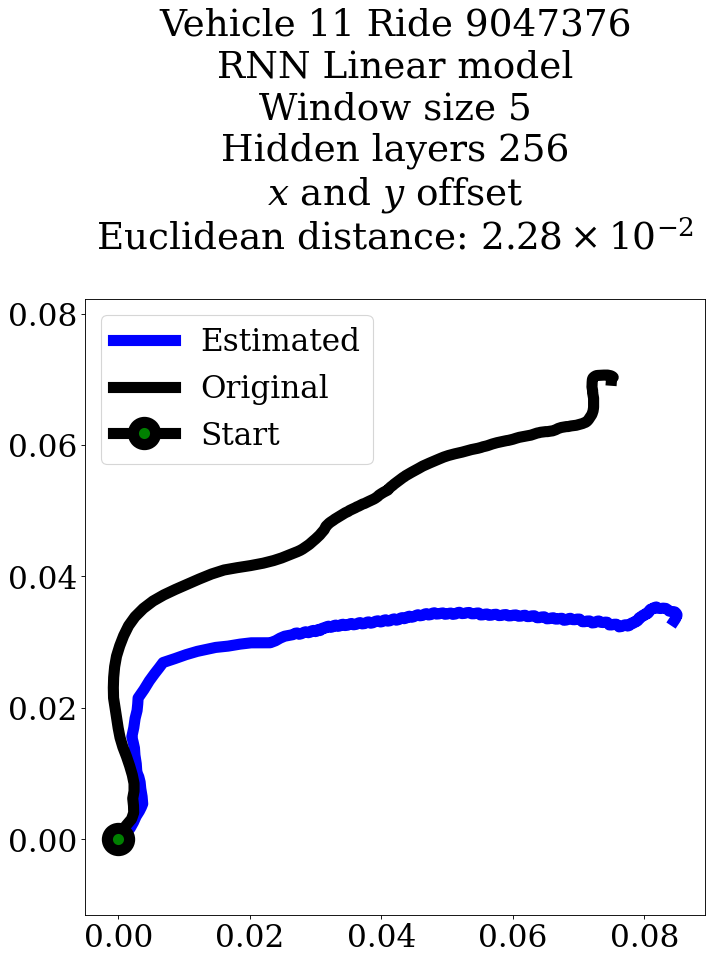 Vehicle 11 Ride 9047376
RNN Linear model
Window size 5
Hidden layers 256
x and y offset
Euclidean distance: 2.28 × 10⁻²
Estimated
Original
Start
0.08
0.06
0.04
0.02
0.00
0.00 0.02 0.04 0.06 0.08